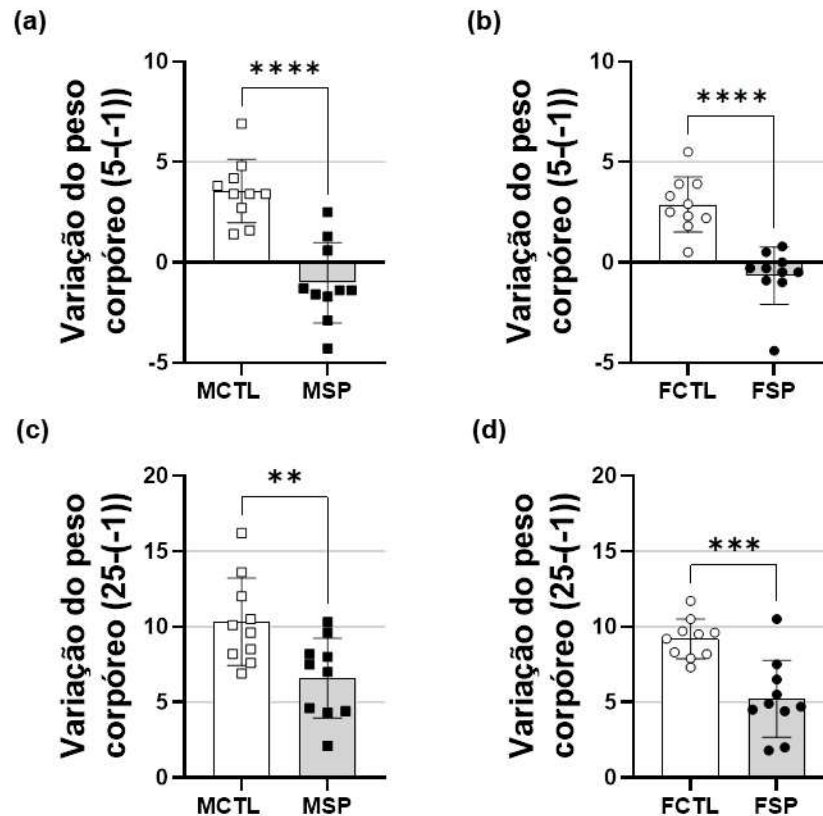 (a)
Variação do peso
corpóreo (5-(-1))
10
5
0
-5
****
MCTL MSP
(b)
Variação do peso
corpóreo (5-(-1))
10
5
0
-5
****
FCTL FSP
(c)
Variação do peso
corpóreo (25-(-1))
20
15
10
5
0
**
MCTL MSP
(d)
Variação do peso
corpóreo (25-(-1))
20
15
10
5
0
***
FCTL FSP